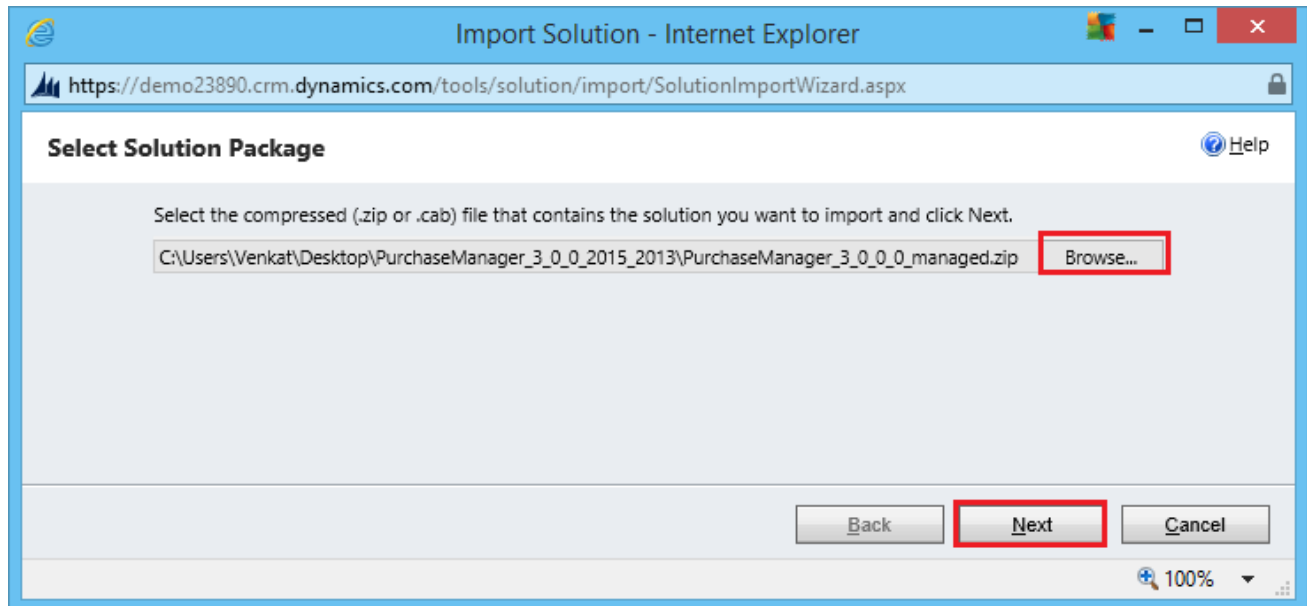 Import Solution - Internet Explorer
https://demo23890.crm.dynamics.com/tools/solution/import/SolutionImportWizard.aspx
Select Solution Package
Help
Select the compressed (.zip or .cab) file that contains the solution you want to import and click Next.
C:\Users\Venkat\Desktop\PurchaseManager_3_0_0_2015_2013\PurchaseManager_3_0_0_0_managed.zip Browse...
Back Next Cancel
100%